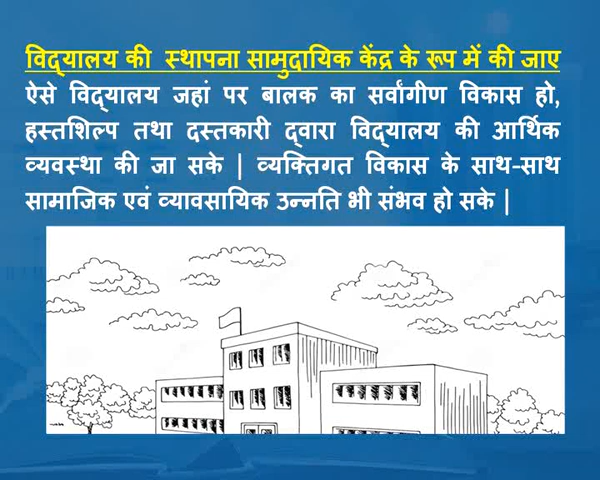 विद्यालय की स्थापना सामुदायिक केंद्र के रूप में की जाए
ऐसे विद्यालय जहां पर बालक का सर्वांगीण विकास हो,
हस्तशिल्प तथा दस्तकारी द्वारा विद्यालय की आर्थिक
व्यवस्था की जा सके | व्यक्तिगत विकास के साथ-साथ
सामाजिक एवं व्यावसायिक उन्नति भी संभव हो सके |